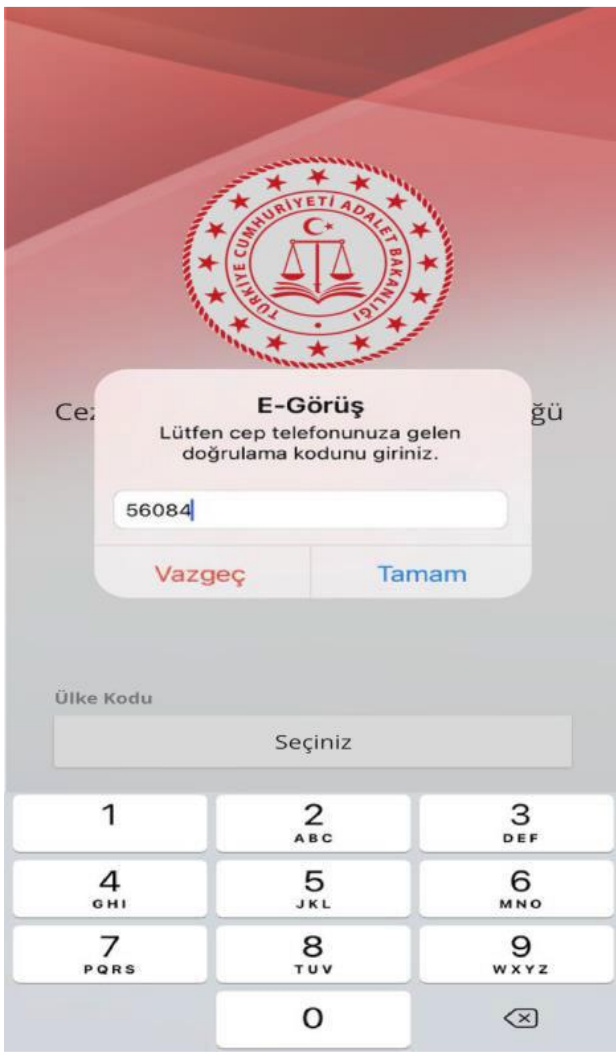 TÜRKİYE CUMHURİYETİ ADALET BAKANLIĞI
E-Görüş
Cez
ğü
Lütfen cep telefonunuza gelen
doğrulama kodunu giriniz.
56084
Vazgeç Tamam
Ülke Kodu
Seçiniz
1 2 3
ABC DEF
4 5 6
GHI JKL MNO
7 8 9
PQRS TUV WXYZ
0